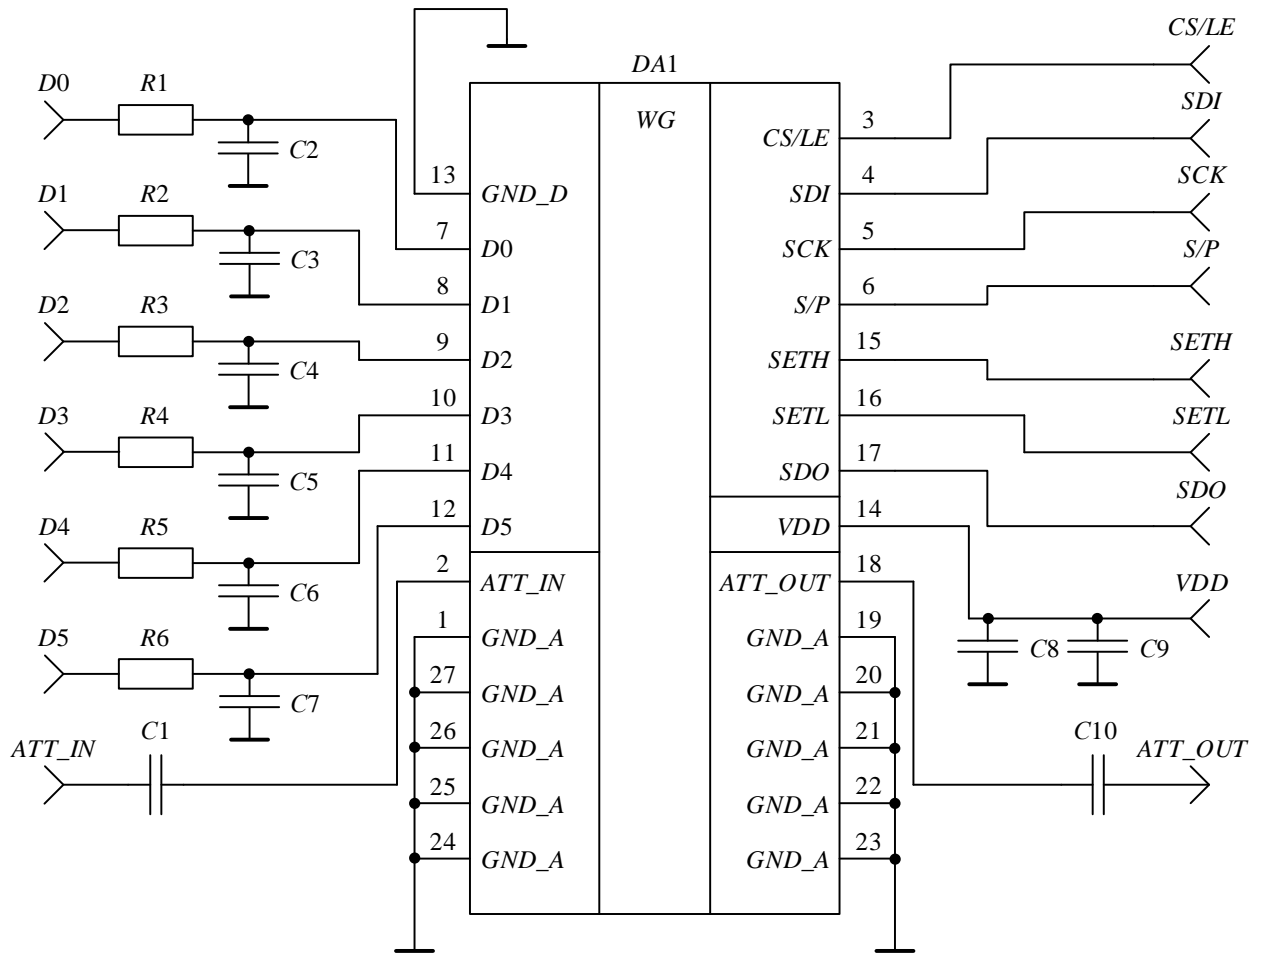 CS/LE
DA1
D0
R1
SDI
WG
3
CS/LE
C2
SCK
13
4
D1
R2
GND_D
SDI
7
5
S/P
C3
D0
SCK
8
6
D2
R3
D1
S/P
SETH
9
15
C4
D2
SETH
10
16
D3
R4
D3
SETL
SETL
11
17
C5
D4
SDO
SDO
12
14
D4
R5
D5
VDD
2
18
VDD
C6
ATT_IN
ATT_OUT
1
19
D5
R6
GND_A
GND_A
C8
C9
27
20
C7
GND_A
GND_A
26
21
C1
C10
ATT_IN
GND_A
GND_A
ATT_OUT
25
22
GND_A
GND_A
24
23
GND_A
GND_A